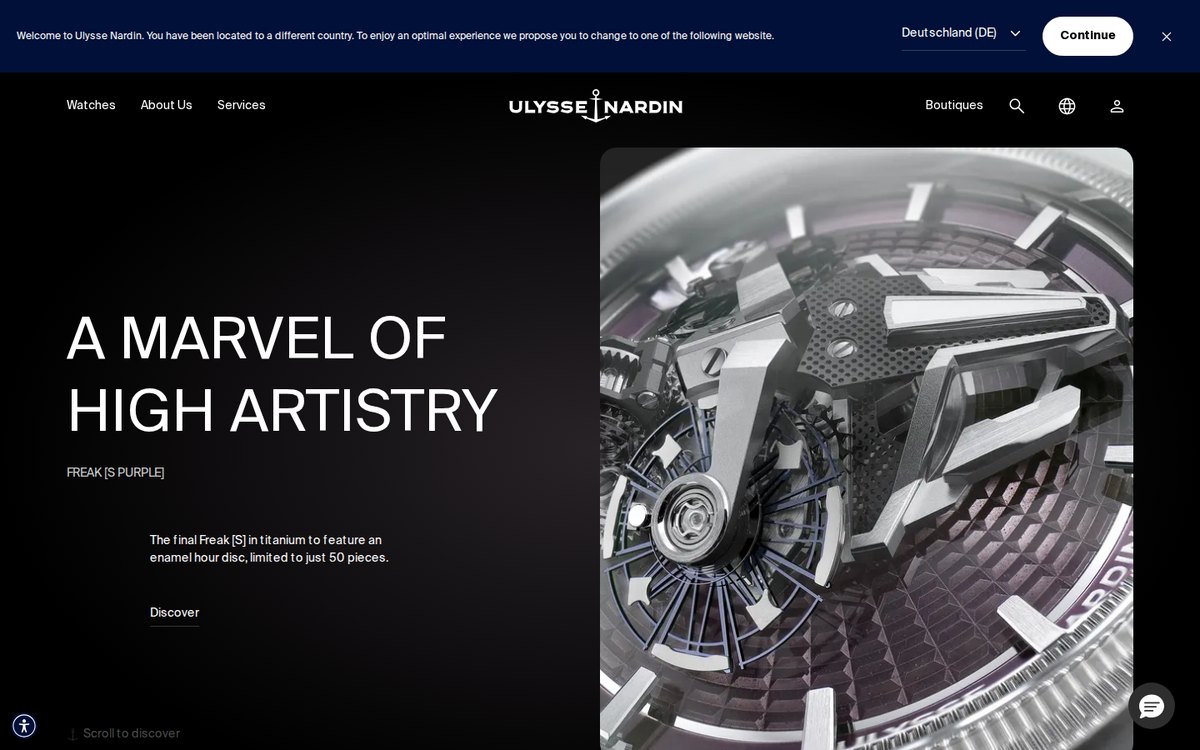 Welcome to Ulysse Nardin. You have been located to a different country. To enjoy an optimal experience we propose you to change to one of the following website.
Deutschland (DE)
Continue
Watches
About Us
Services
ULYSSE NARDIN
Boutiques
A MARVEL OF
HIGH ARTISTRY
FREAK [S PURPLE]
The final Freak [S] in titanium to feature an
enamel hour disc, limited to just 50 pieces.
Discover
Scroll to discover